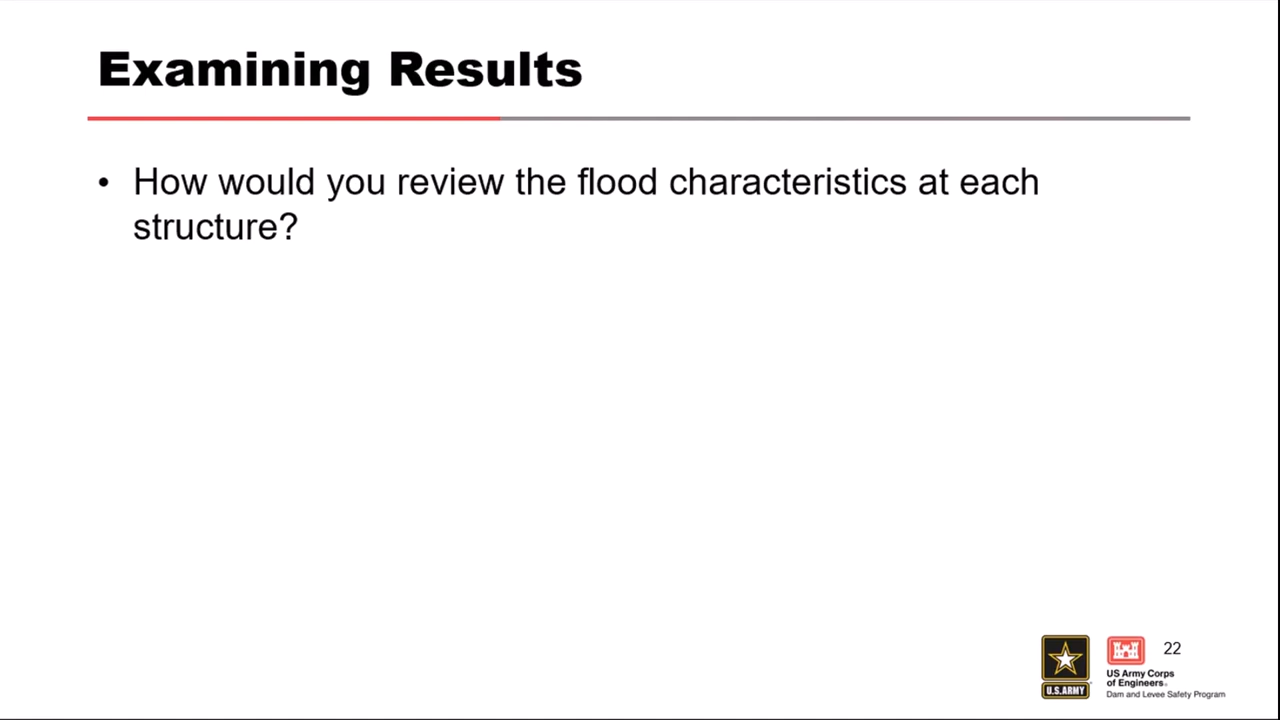 Examining Results
• How would you review the flood characteristics at each
structure?
22
U.S.ARMY
US Army Corps
of Engineers®
Dam and Levee Safety Program